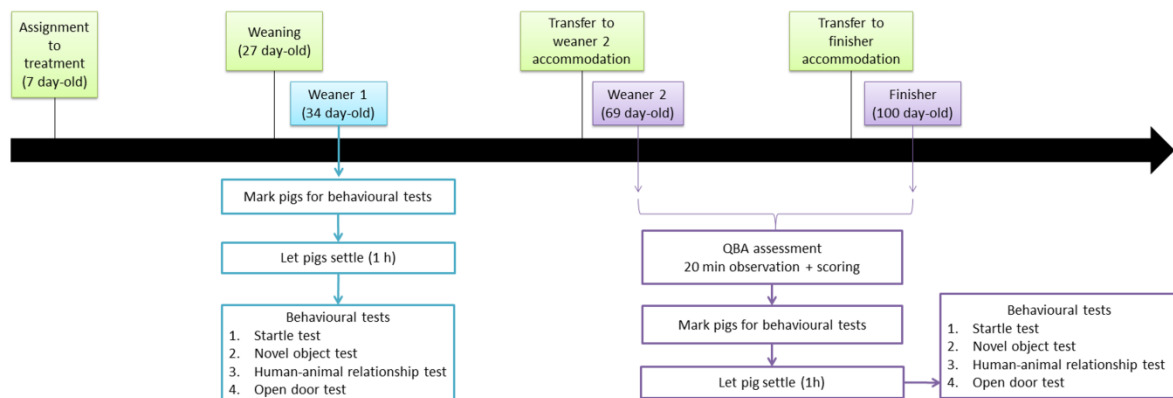 Assignment
to
treatment
(7 day-old)
Weaning
(27 day-old)
Transfer to
weaner 2
accommodation
Transfer to
finisher
accommodation
Weaner 1
(34 day-old)
Weaner 2
(69 day-old)
Finisher
(100 day-old)
Mark pigs for behavioural tests
Let pigs settle (1 h)
Behavioural tests
1. Startle test
2. Novel object test
3. Human-animal relationship test
4. Open door test
QBA assessment
20 min observation + scoring
Mark pigs for behavioural tests
Let pig settle (1h)
Behavioural tests
1. Startle test
2. Novel object test
3. Human-animal relationship test
4. Open door test